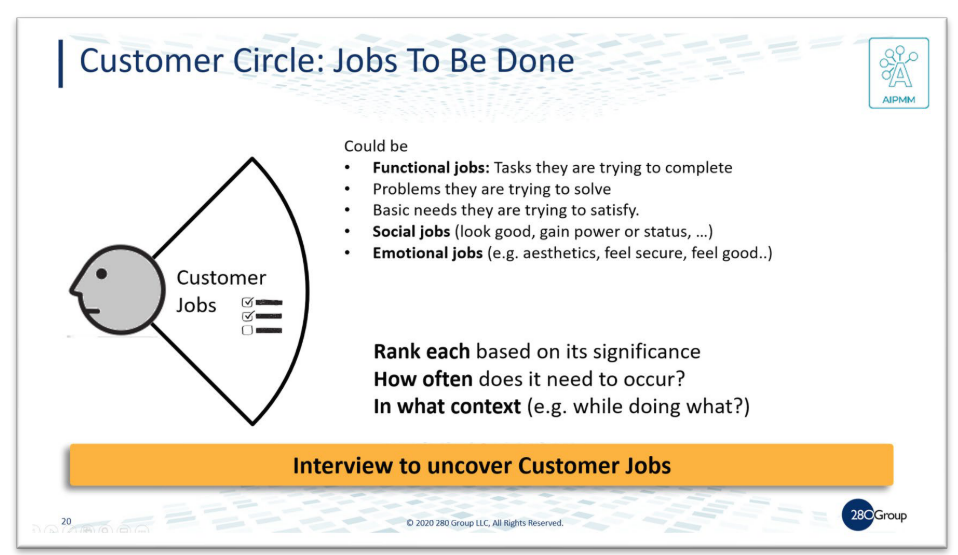 Customer Circle: Jobs To Be Done
AIPMM
Could be
• Functional jobs: Tasks they are trying to complete
• Problems they are trying to solve
• Basic needs they are trying to satisfy.
• Social jobs (look good, gain power or status, ...)
• Emotional jobs (e.g. aesthetics, feel secure, feel good..)
Customer
Jobs
Rank each based on its significance
How often does it need to occur?
In what context (e.g. while doing what?)
Interview to uncover Customer Jobs
20
© 2020 280 Group LLC, All Rights Reserved.
280Group